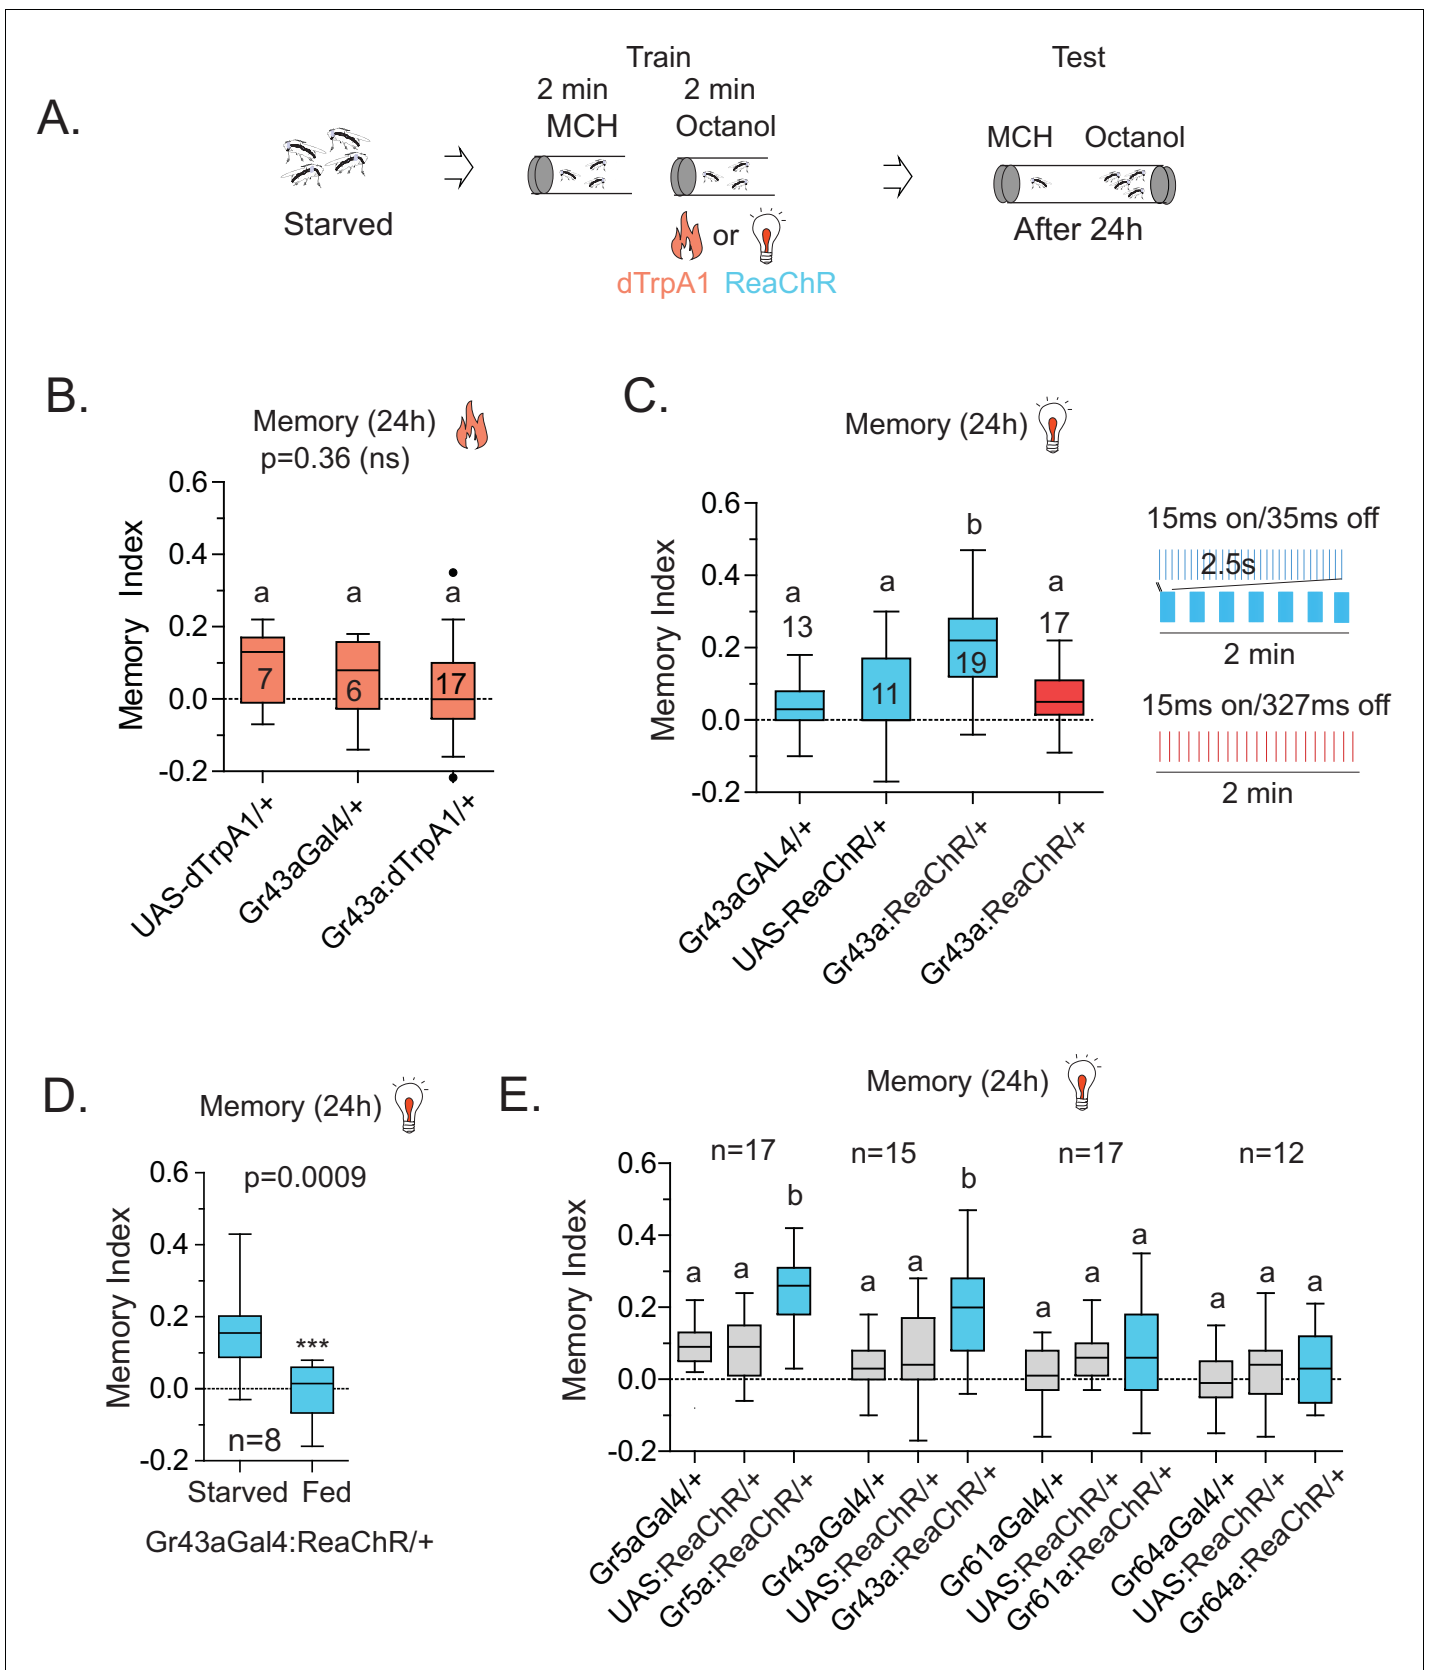 A.
Train
Test
2 min
2 min
MCH
Octanol
MCH
Octanol
Starved
or
After 24h
dTrpA1
ReaChR
B.
Memory (24h)
p=0.36 (ns)
0.6
0.4
0.2
0.0
-0.2
Memory Index
a
a
a
7
6
17
UAS-dTrpA1/+
Gr43aGal4/+
Gr43a:dTrpA1/+
C.
Memory (24h)
0.6
0.4
0.2
0.0
-0.2
Memory Index
a
a
b
a
13
11
19
17
Gr43aGAL4/+
UAS-ReaChR/+
Gr43a:ReaChR/+
Gr43a:ReaChR/+
15ms on/35ms off
2.5s
2 min
15ms on/327ms off
2 min
D.
Memory (24h)
p=0.0009
0.6
0.4
0.2
0.0
-0.2
Memory Index
***
n=8
Starved
Fed
Gr43aGal4:ReaChR/+
E.
Memory (24h)
n=17
n=15
n=17
n=12
0.6
0.4
0.2
0.0
-0.2
Memory Index
a
a
b
a
a
b
a
a
a
a
a
a
Gr5aGal4/+
UAS:ReaChR/+
Gr5a:ReaChR/+
Gr43aGal4/+
UAS:ReaChR/+
Gr43a:ReaChR/+
Gr61aGal4/+
UAS:ReaChR/+
Gr61a:ReaChR/+
Gr64aGal4/+
UAS:ReaChR/+
Gr64a:ReaChR/+